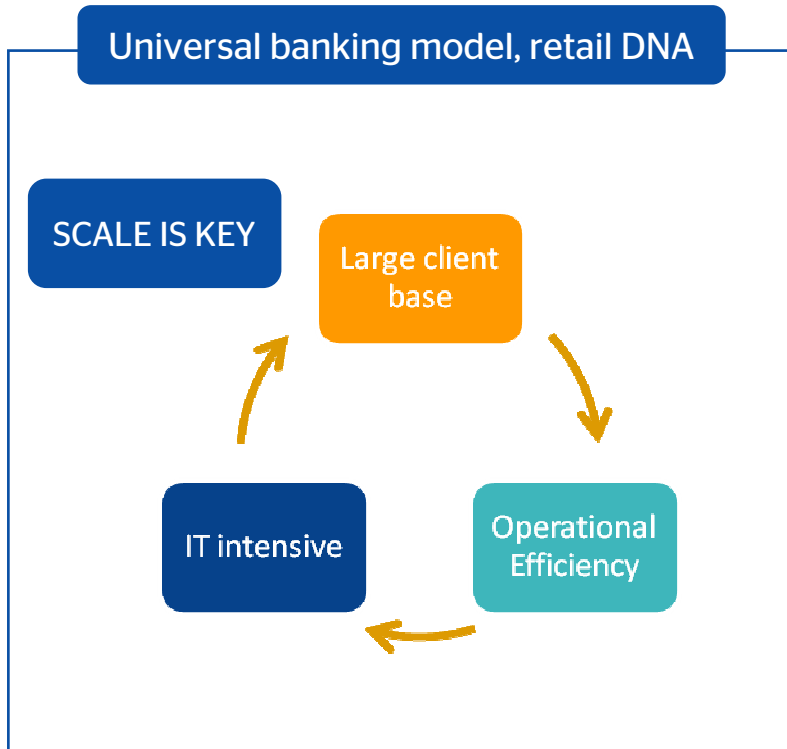 Universal banking model, retail DNA
SCALE IS KEY
Large client
base
IT intensive
Operational
Efficiency